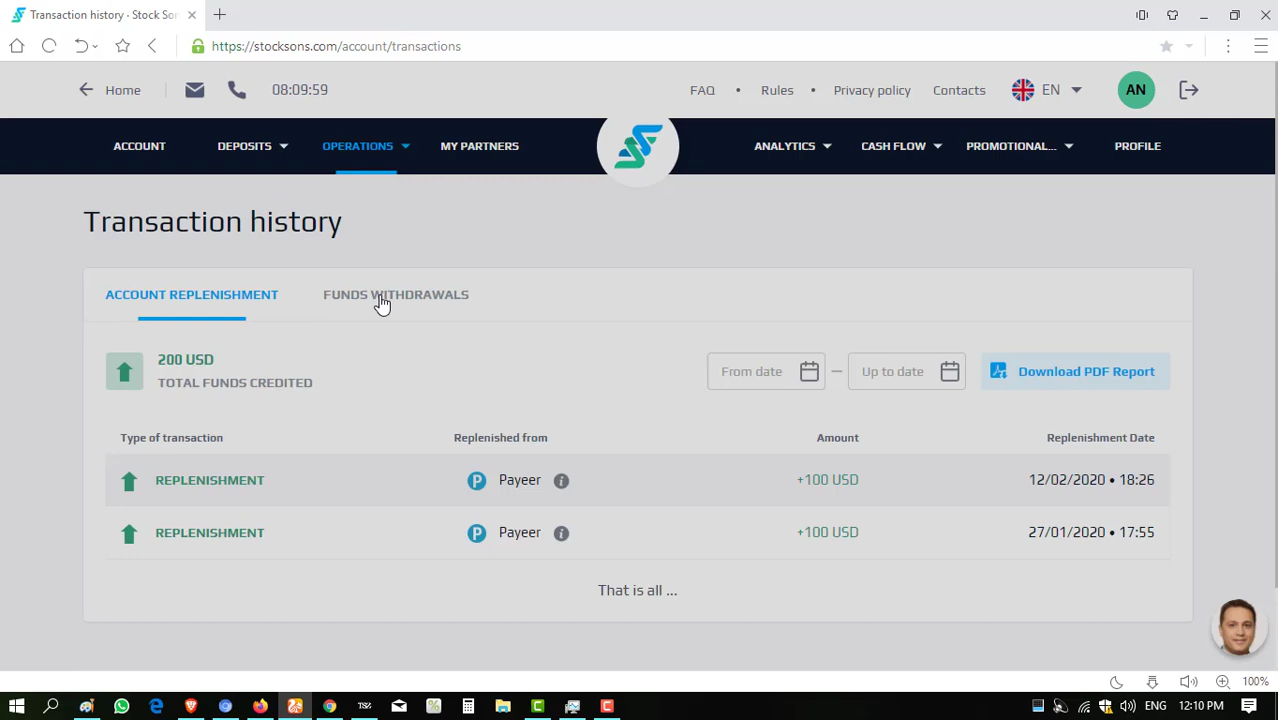 Transaction history - Stock Son
https://stocksons.com/account/transactions
Home 08:09:59 FAQ • Rules • Privacy policy Contacts EN AN
ACCOUNT DEPOSITS OPERATIONS MY PARTNERS ANALYTICS CASH FLOW PROMOTIONAL... PROFILE
Transaction history
ACCOUNT REPLENISHMENT FUNDS WITHDRAWALS
200 USD
TOTAL FUNDS CREDITED
From date — Up to date Download PDF Report
Type of transaction Replenished from Amount Replenishment Date
REPLENISHMENT P Payeer i +100 USD 12/02/2020 • 18:26
REPLENISHMENT P Payeer i +100 USD 27/01/2020 • 17:55
That is all ...
100%
ENG 12:10 PM